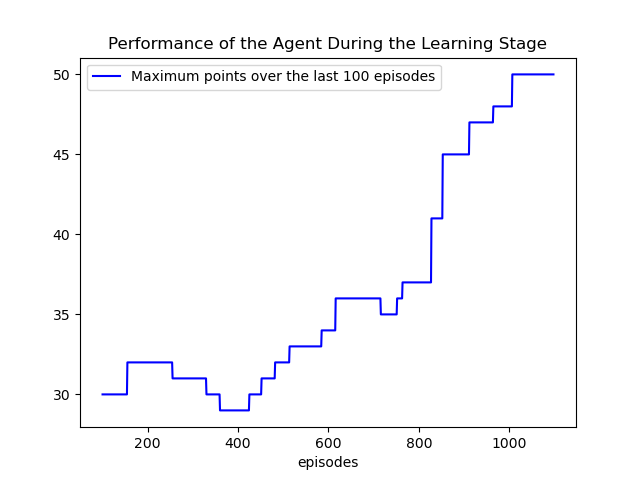 Performance of the Agent During the Learning Stage
Maximum points over the last 100 episodes
50
45
40
35
30
200 400 600 800 1000
episodes